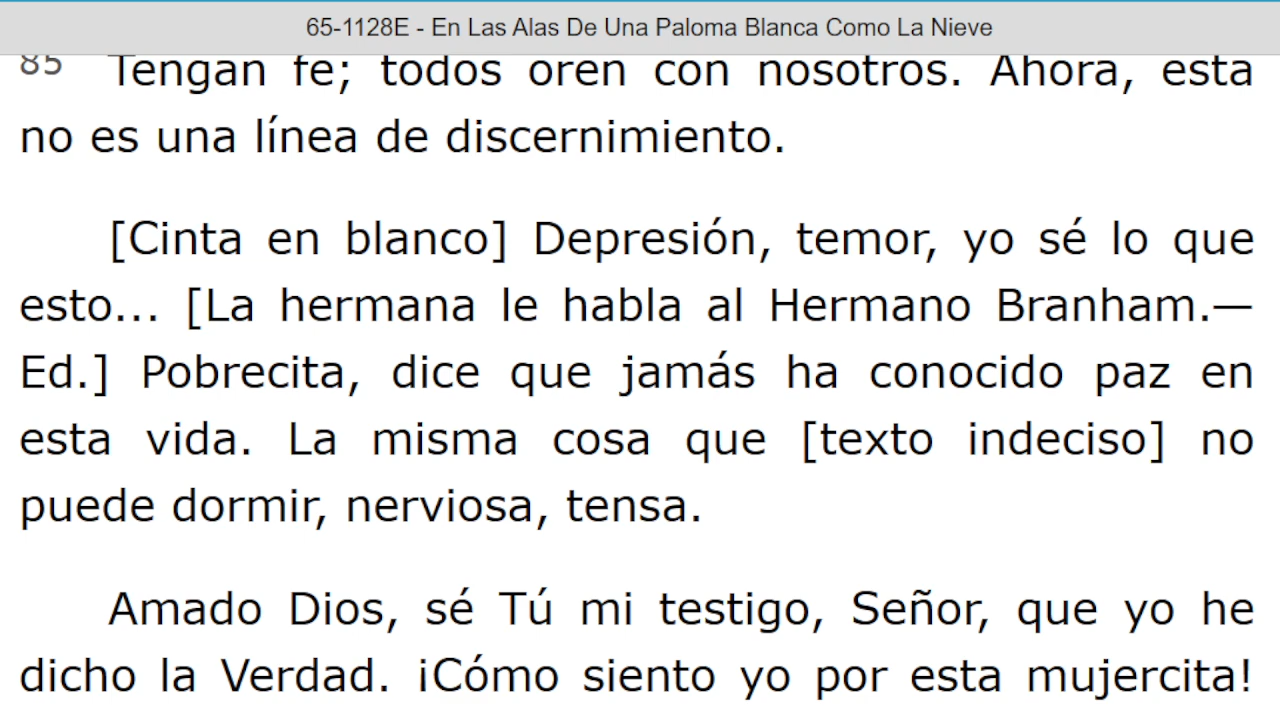 65-1128E - En Las Alas De Una Paloma Blanca Como La Nieve
85 Tengan fe; todos oren con nosotros. Ahora, esta
no es una línea de discernimiento.
[Cinta en blanco] Depresión, temor, yo sé lo que
esto… [La hermana le habla al Hermano Branham.—
Ed.] Pobrecita, dice que jamás ha conocido paz en
esta vida. La misma cosa que [texto indeciso] no
puede dormir, nerviosa, tensa.
Amado Dios, sé Tú mi testigo, Señor, que yo he
dicho la Verdad. ¡Cómo siento yo por esta mujercita!